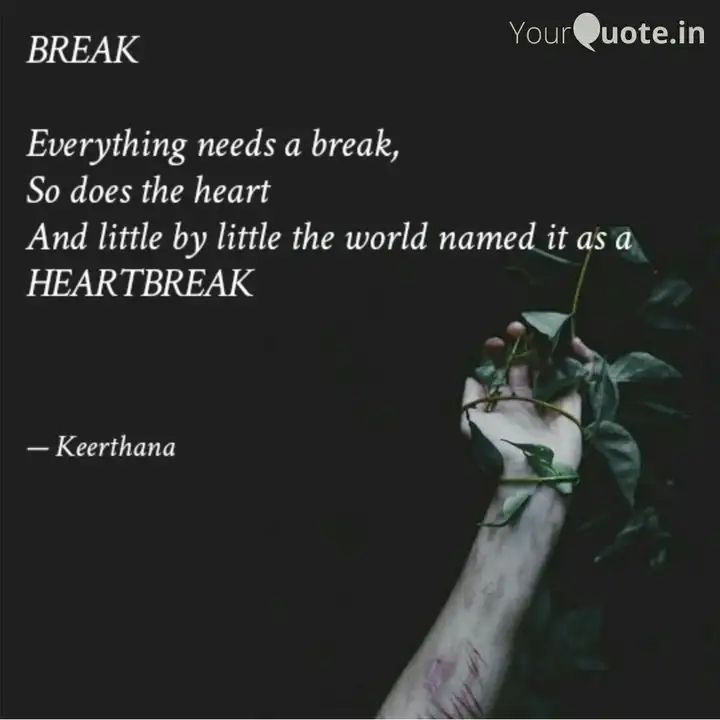 YourQuote.in
BREAK
Everything needs a break,
So does the heart
And little by little the world named it as a
HEARTBREAK
— Keerthana